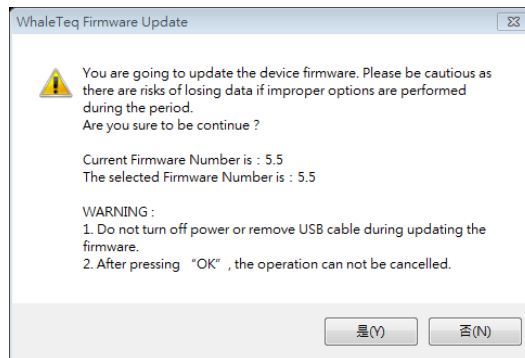 WhaleTeq Firmware Update
You are going to update the device firmware. Please be cautious as
there are risks of losing data if improper options are performed
during the period.
Are you sure to be continue ?
Current Firmware Number is : 5.5
The selected Firmware Number is : 5.5
WARNING :
1. Do not turn off power or remove USB cable during updating the
firmware.
2. After pressing “OK” , the operation can not be cancelled.
是(Y)
否(N)